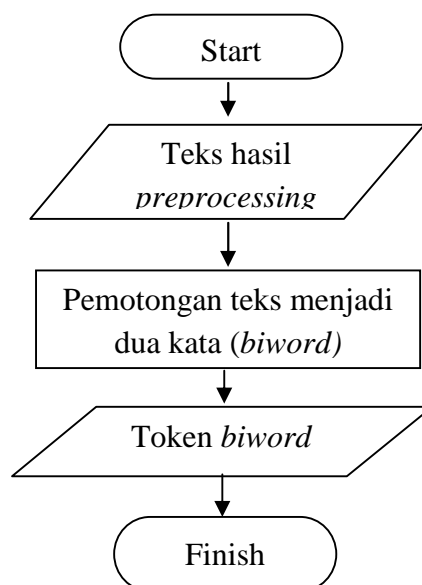 Start
Teks hasil
preprocessing
Pemotongan teks menjadi
dua kata (biword)
Token biword
Finish